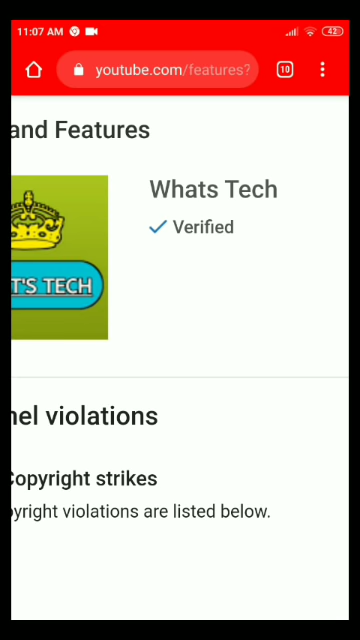 11:07 AM 42
youtube.com/features? 10
and Features
T'S TECH
Whats Tech
Verified
nel violations
Copyright strikes
pyright violations are listed below.